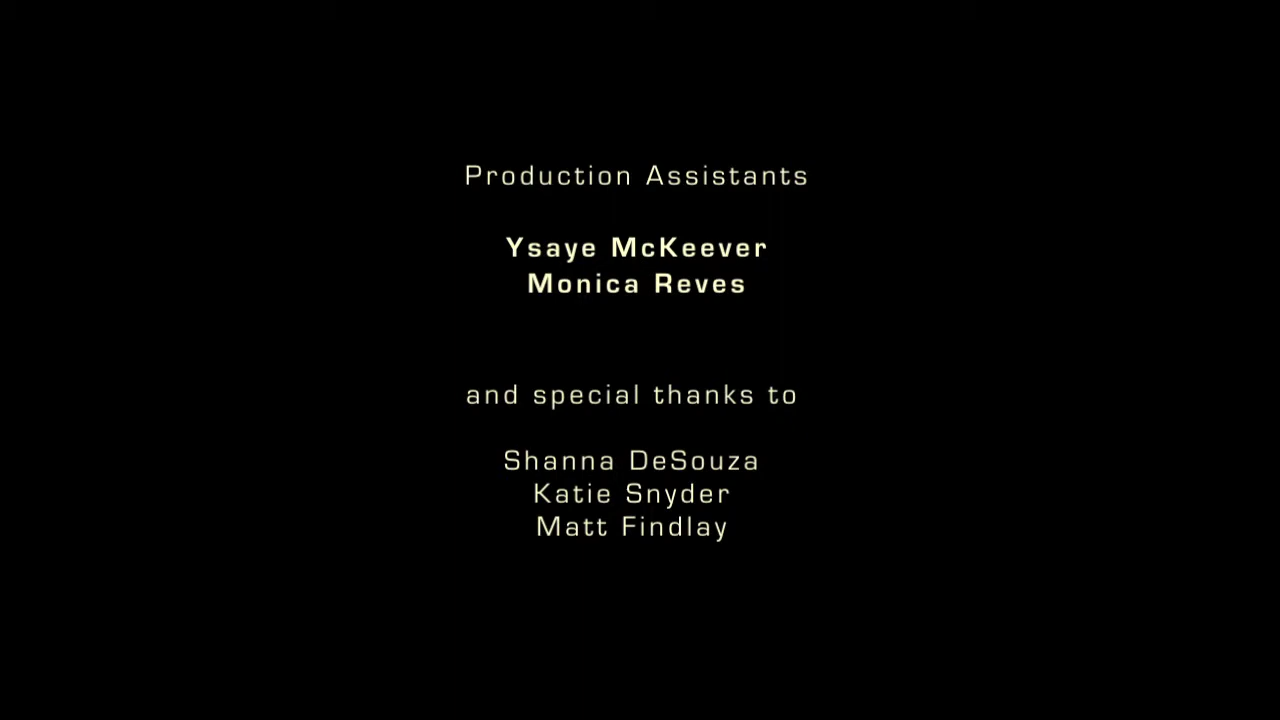 Production Assistants
Ysaye McKeever
Monica Reves
and special thanks to
Shanna DeSouza
Katie Snyder
Matt Findlay